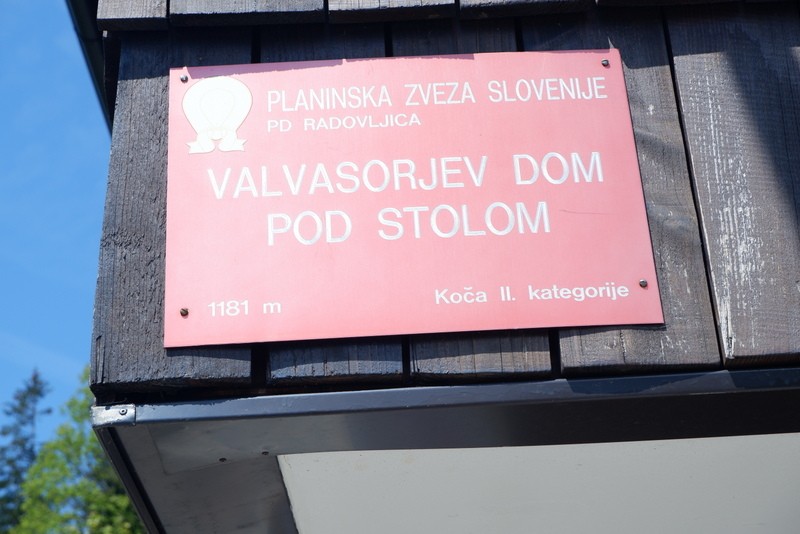 PLANINSKA ZVEZA SLOVENIJE
PD RADOVLJICA
VALVASORJEV DOM
POD STOLOM
1181 m
Koča II. kategorije